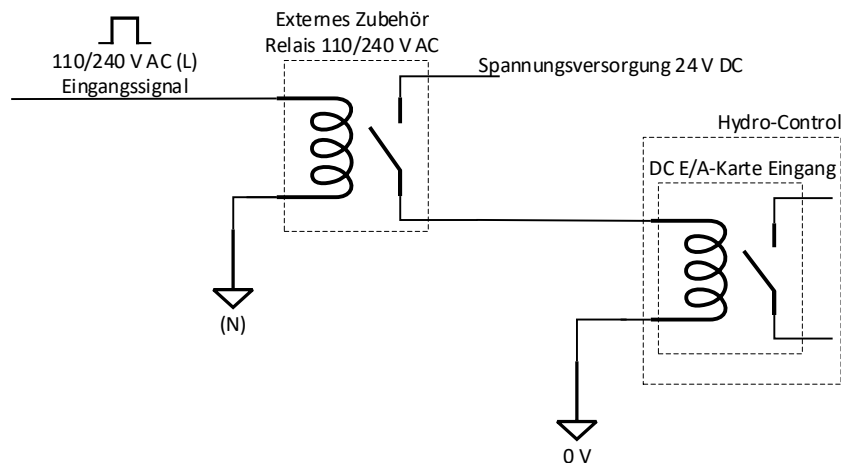 Externes Zubehör
Relais 110/240 V AC
110/240 V AC (L)
Eingangssignal
Spannungsversorgung 24 V DC
Hydro-Control
DC E/A-Karte Eingang
(N)
0 V